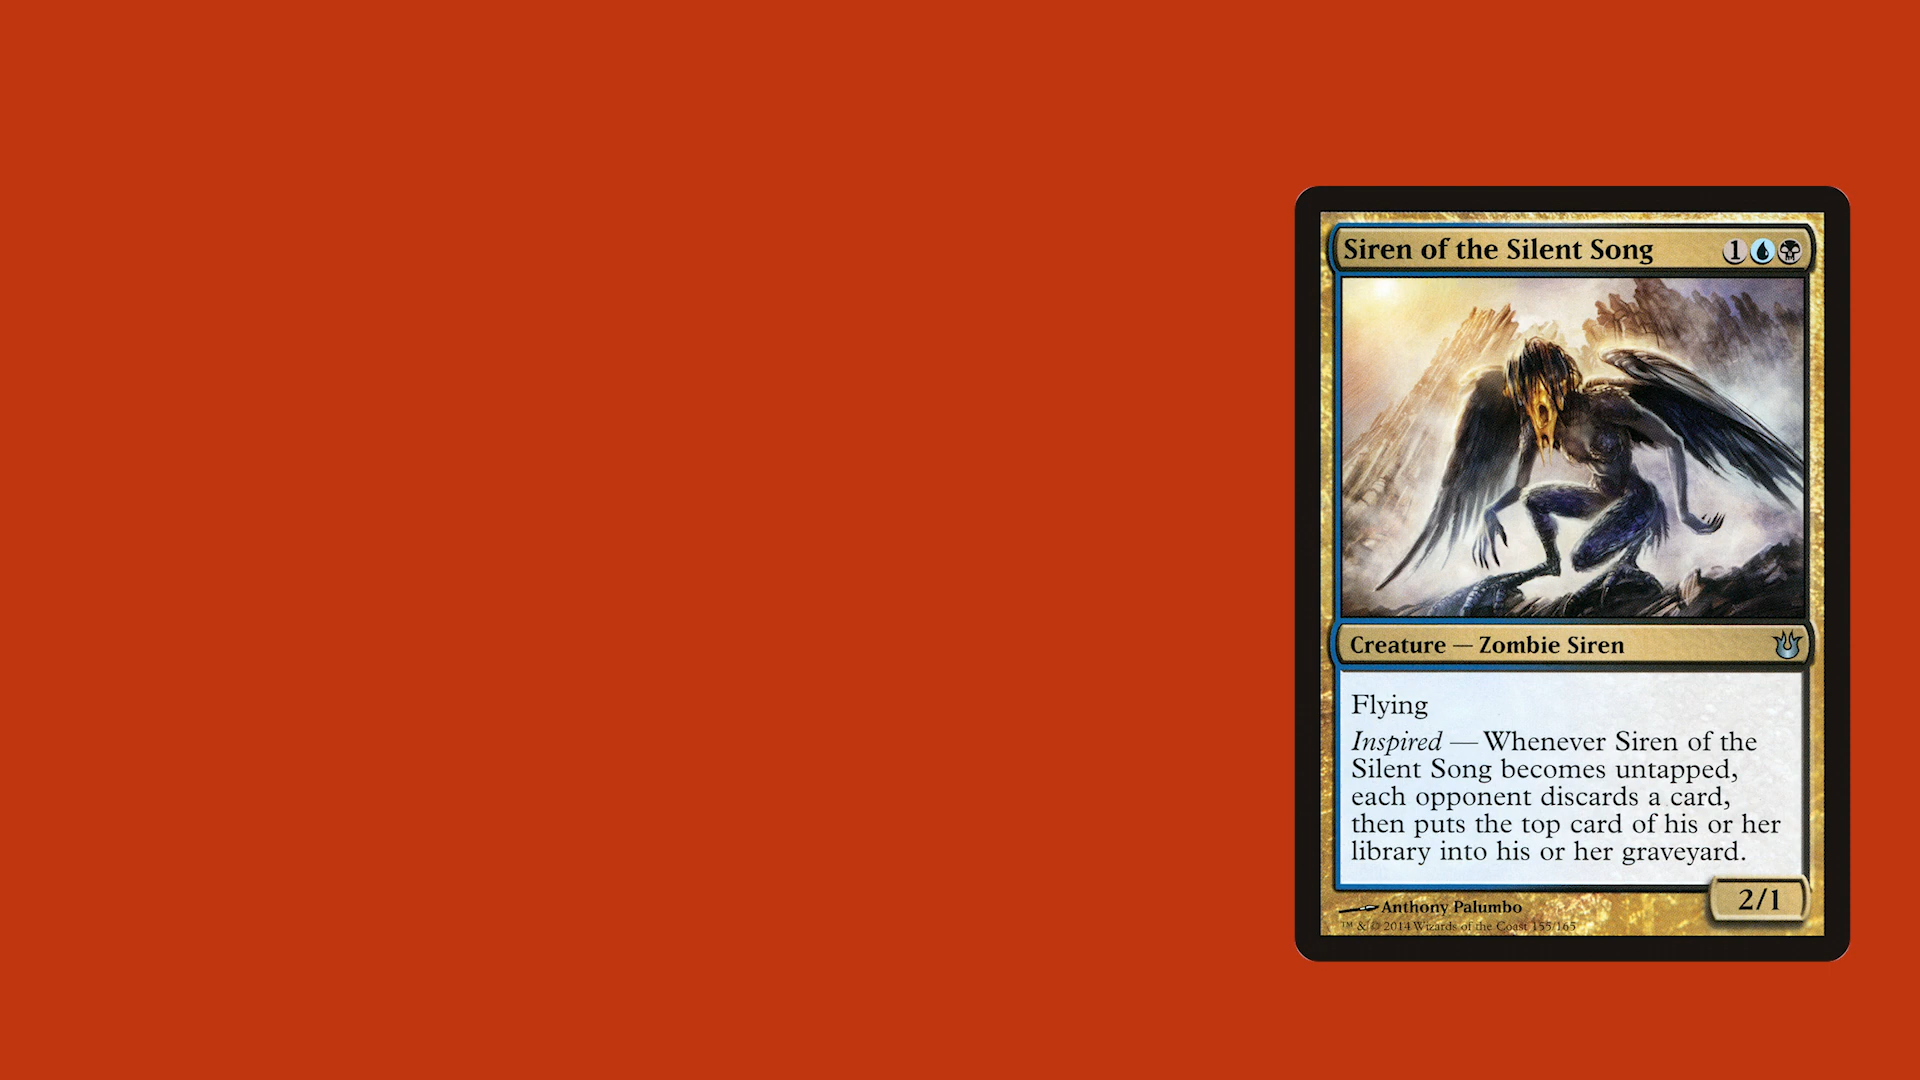 Siren of the Silent Song 1
Creature — Zombie Siren
Flying
Inspired — Whenever Siren of the
Silent Song becomes untapped,
each opponent discards a card,
then puts the top card of his or her
library into his or her graveyard.
2/1
Anthony Palumbo
™ & © 2014 Wizards of the Coast 155/165